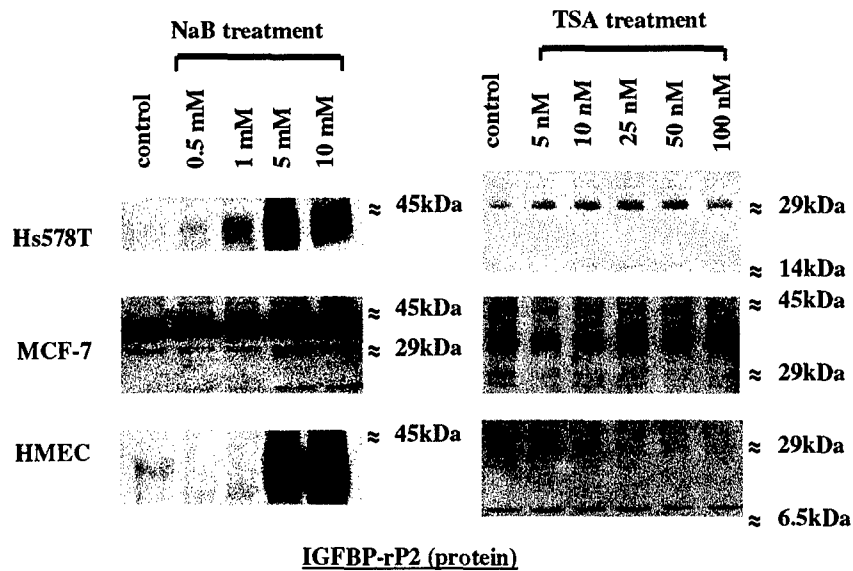 NaB treatment
TSA treatment
control
0.5 mM
1 mM
5 mM
10 mM
control
5 nM
10 nM
25 nM
50 nM
100 nM
Hs578T
≈ 45kDa
≈ 29kDa
≈ 14kDa
MCF-7
≈ 45kDa
≈ 29kDa
≈ 45kDa
≈ 29kDa
HMEC
≈ 45kDa
≈ 29kDa
≈ 6.5kDa
IGFBP-rP2 (protein)